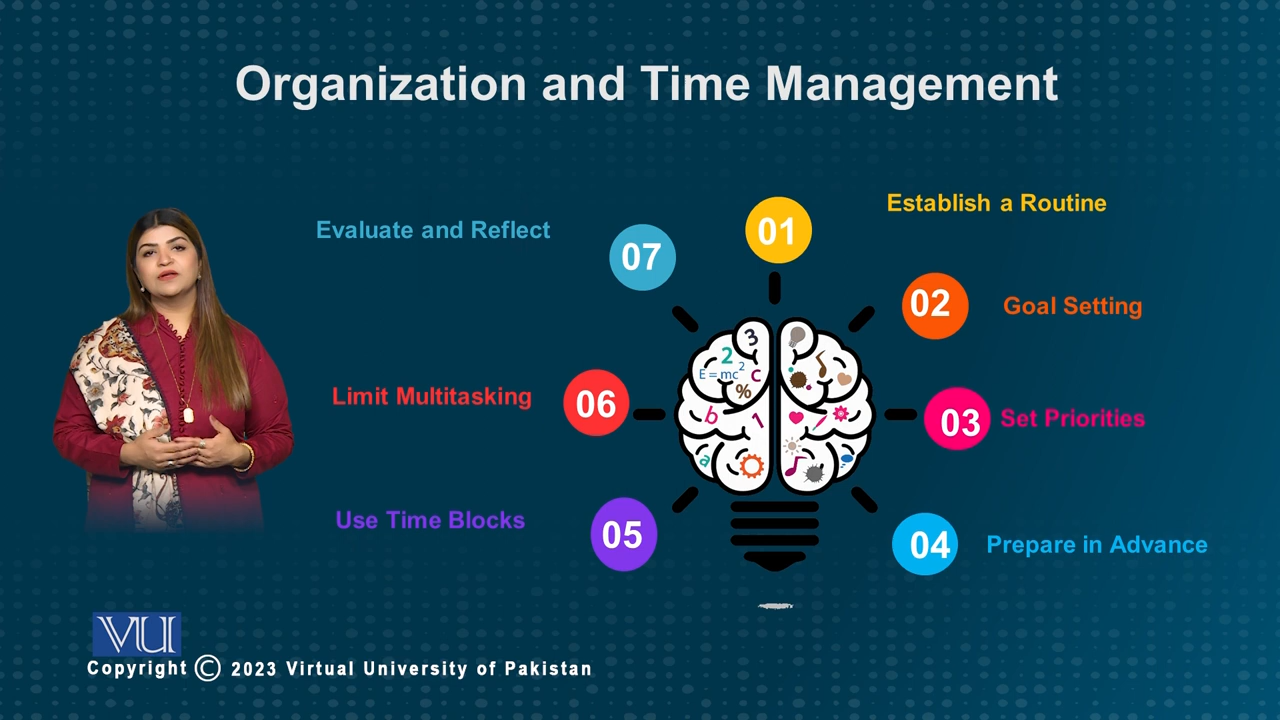 Organization and Time Management
01
Establish a Routine
02
Goal Setting
03
Set Priorities
04
Prepare in Advance
05
Use Time Blocks
06
Limit Multitasking
07
Evaluate and Reflect
3
2
E=mc²
c
%
b
1
a
VU
Copyright © 2023 Virtual University of Pakistan